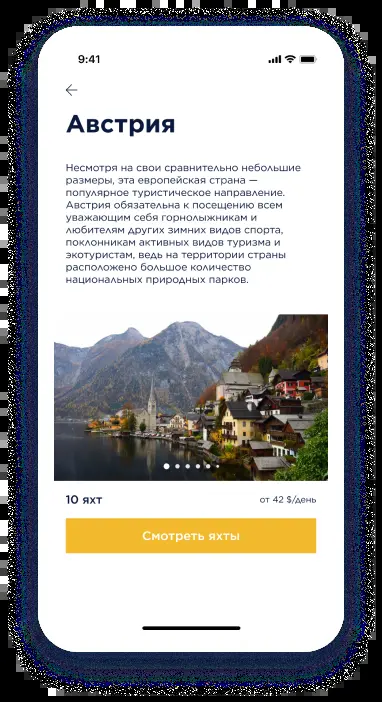 9:41
Австрия
Несмотря на свои сравнительно небольшие
размеры, эта европейская страна —
популярное туристическое направление.
Австрия обязательна к посещению всем
уважающим себя горнолыжникам и
любителям других зимних видов спорта,
поклонникам активных видов туризма и
экотуристам, ведь на территории страны
расположено большое количество
национальных природных парков.
10 яхт
от 42 $/день
Смотреть яхты